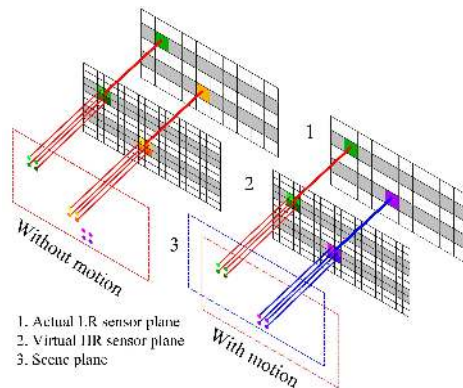 1
2
3
Without motion
With motion
1. Actual LR sensor plane
2. Virtual HR sensor plane
3. Scene plane